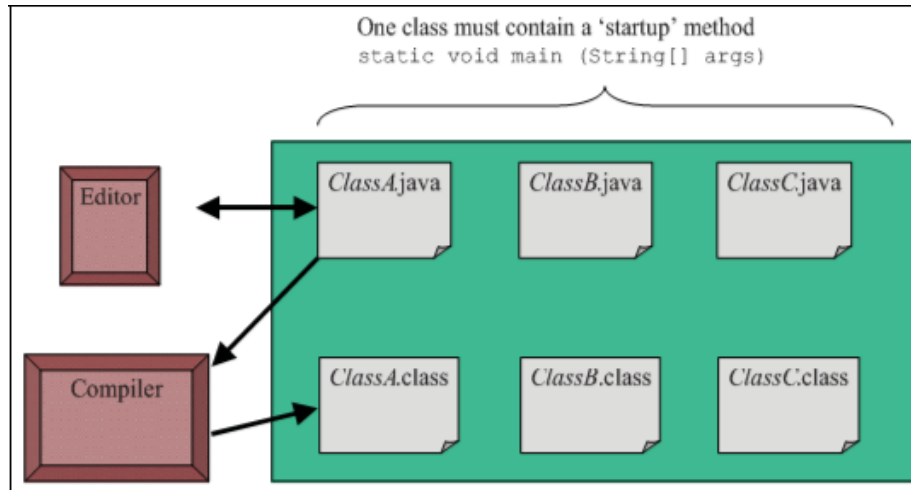 One class must contain a ‘startup’ method
static void main (String[] args)
Editor
ClassA.java
ClassB.java
ClassC.java
Compiler
ClassA.class
ClassB.class
ClassC.class